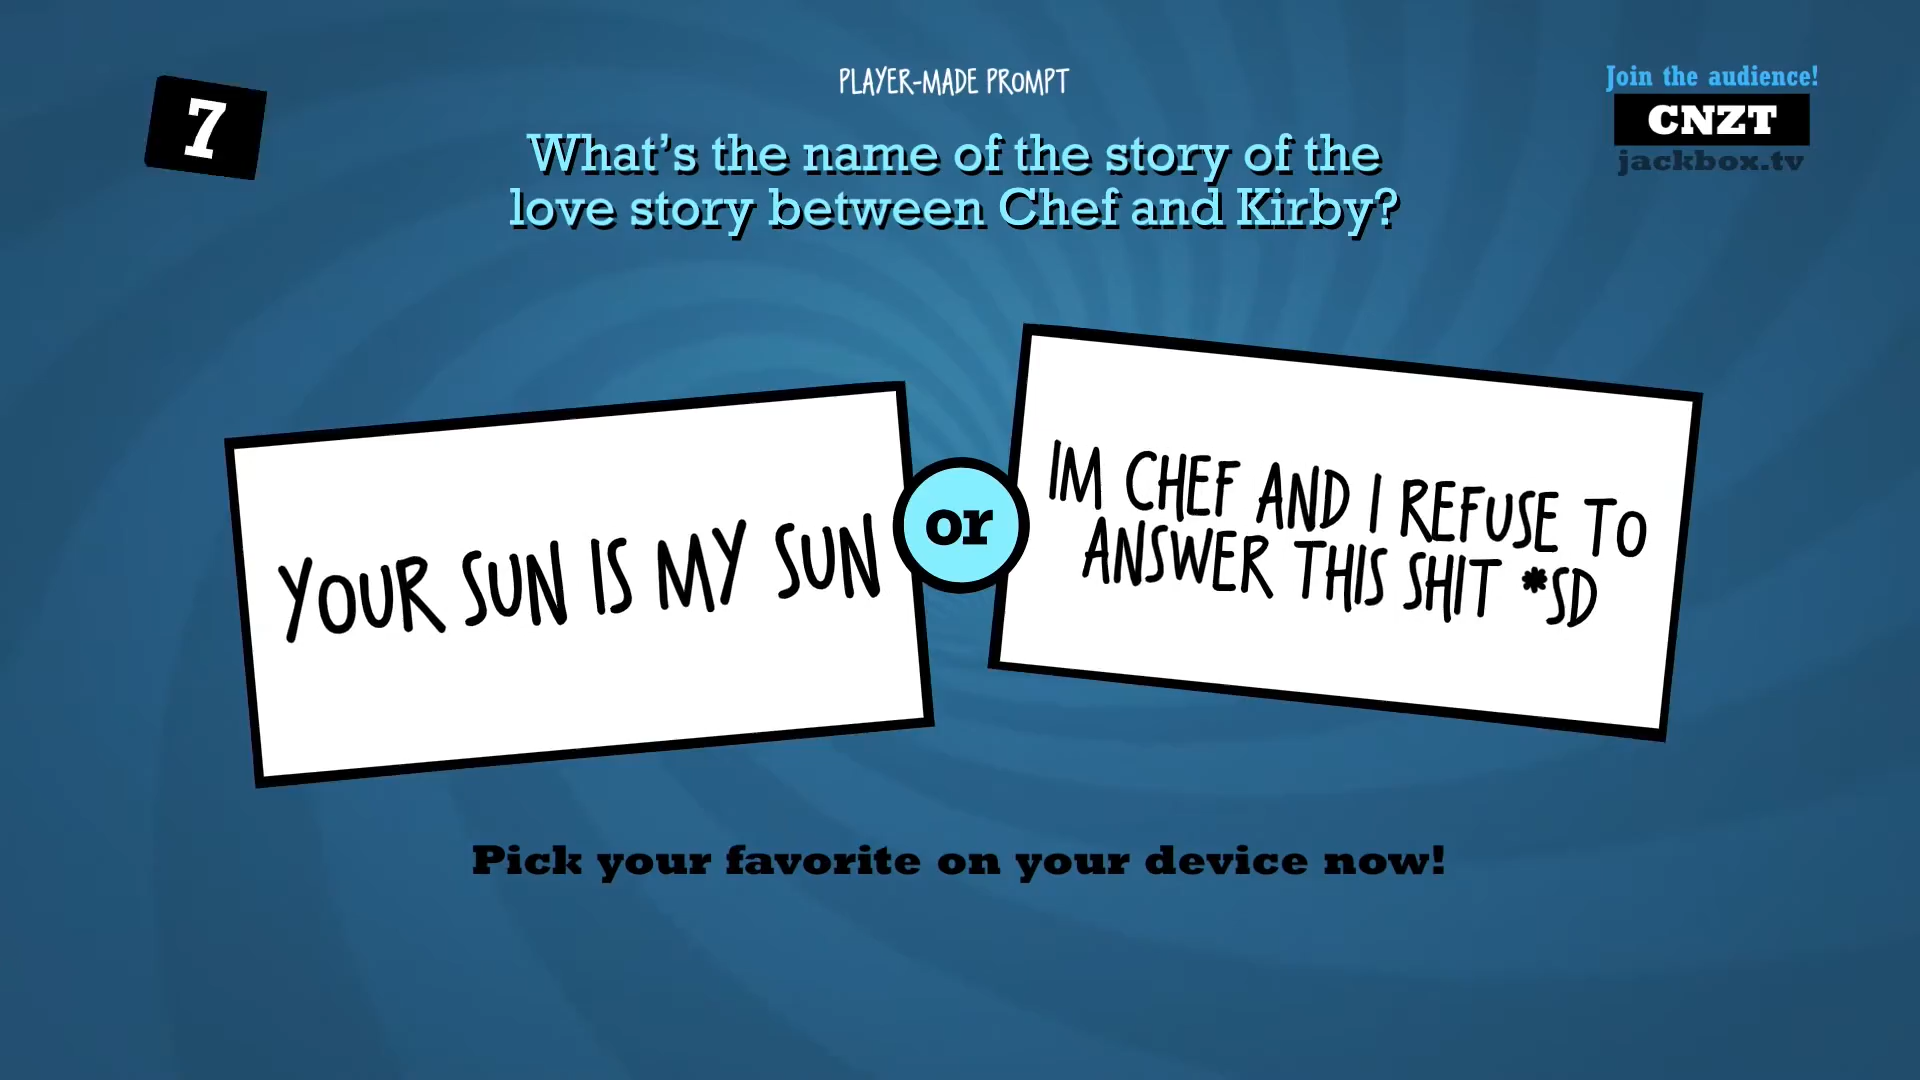 PLAYER-MADE PROMPT
Join the audience!
7
CNZT
jackbox.tv
What's the name of the story of the
love story between Chef and Kirby?
YOUR SUN IS MY SUN
or
IM CHEF AND I REFUSE TO
ANSWER THIS SHIT *SD
Pick your favorite on your device now!